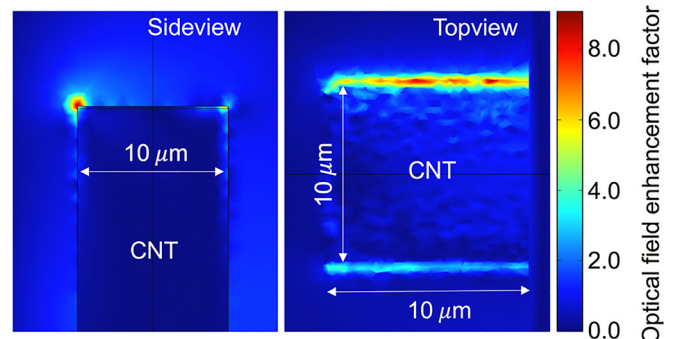 Sideview
10 μm
CNT
Topview
10 μm
CNT
10 μm
8.0
6.0
4.0
2.0
0.0
Optical field enhancement factor